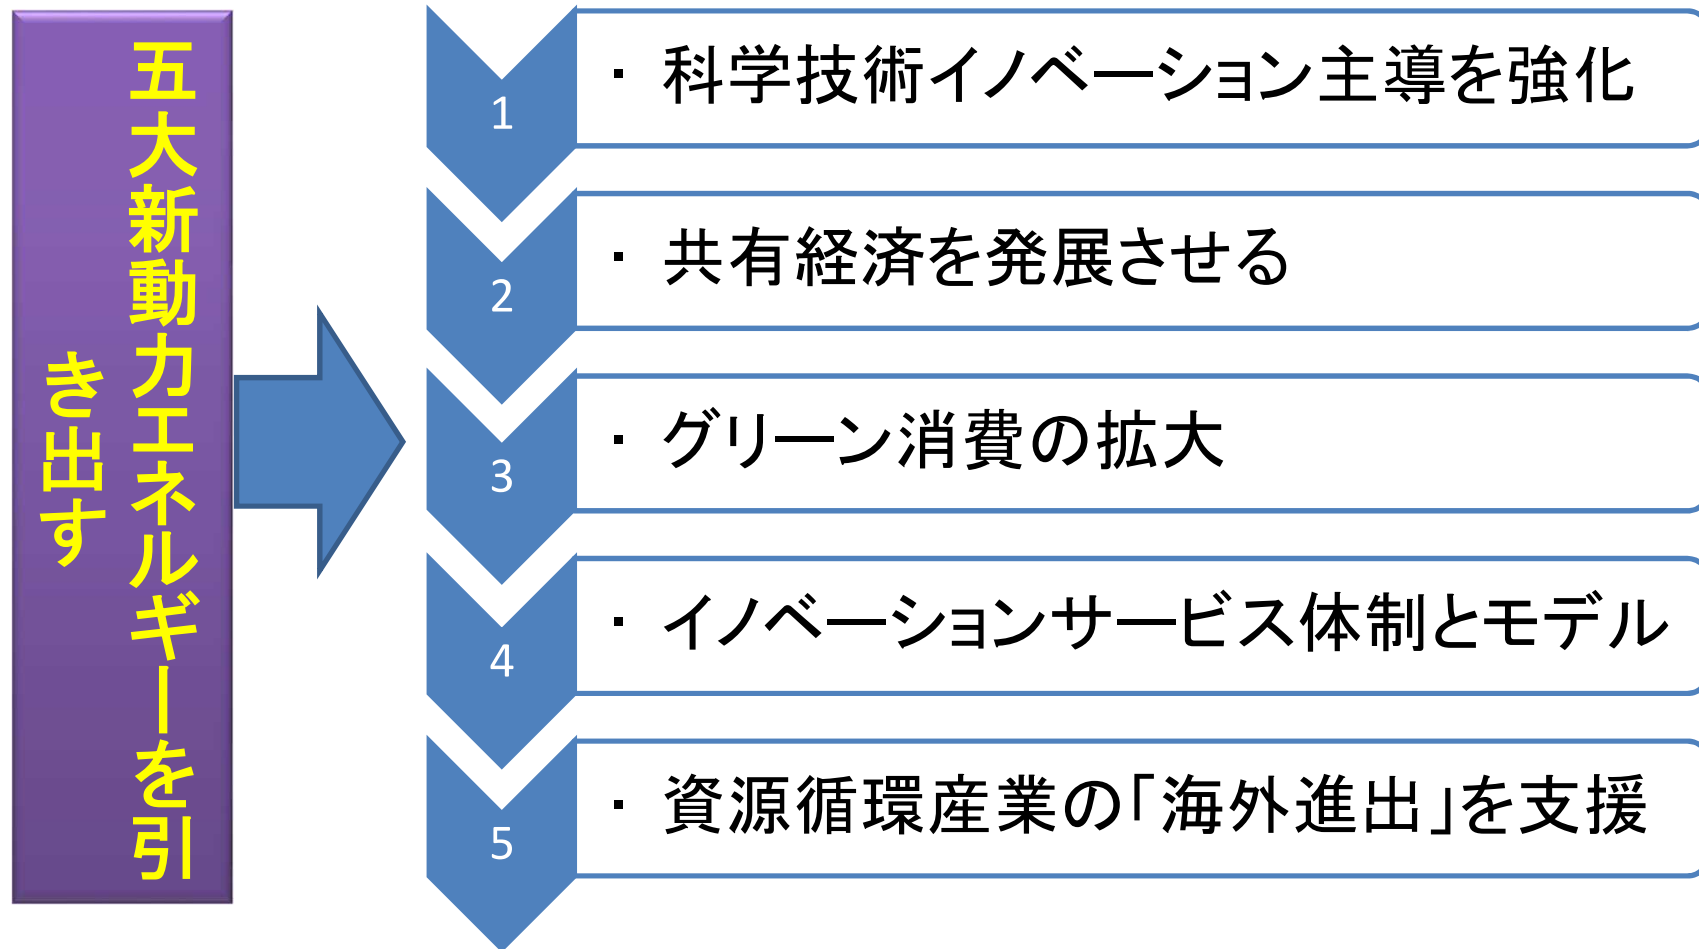 五大新動力エネルギーを引
き出す
1
・ 科学技術イノベーション主導を強化
2
・ 共有経済を発展させる
3
・ グリーン消費の拡大
4
・ イノベーションサービス体制とモデル
5
・ 資源循環産業の「海外進出」を支援